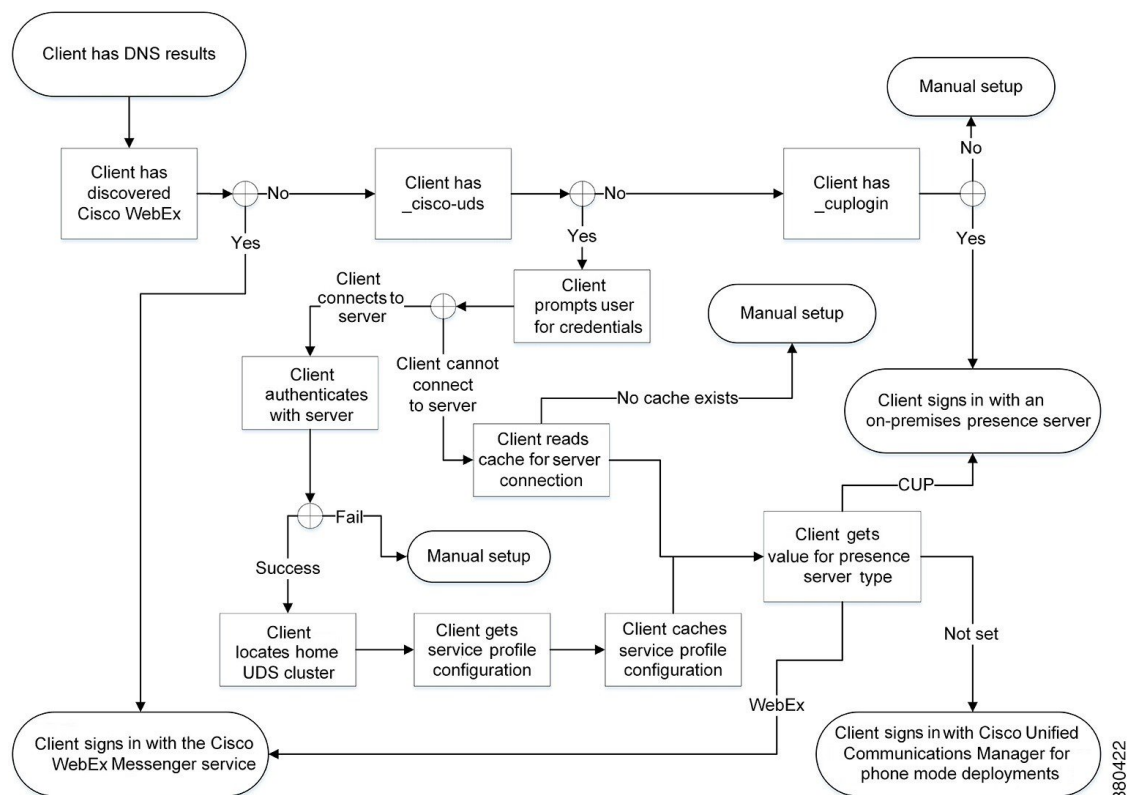 Client has DNS results
Manual setup
No
Client has
discovered
Cisco WebEx
No
Client has
_cisco-uds
No
Client has
_cuplogin
Yes
Yes
Yes
Client
connects to
server
Client
prompts user
for credentials
Manual setup
Client
authenticates
with server
Client cannot
connect
to server
No cache exists
Client signs in with an
on-premises presence server
Client reads
cache for server
connection
CUP
Fail
Manual setup
Client gets
value for presence
server type
Success
Client
locates home
UDS cluster
Client gets
service profile
configuration
Client caches
service profile
configuration
Not set
WebEx
Client signs in with the Cisco
WebEx Messenger service
Client signs in with Cisco Unified
Communications Manager for
phone mode deployments
380422